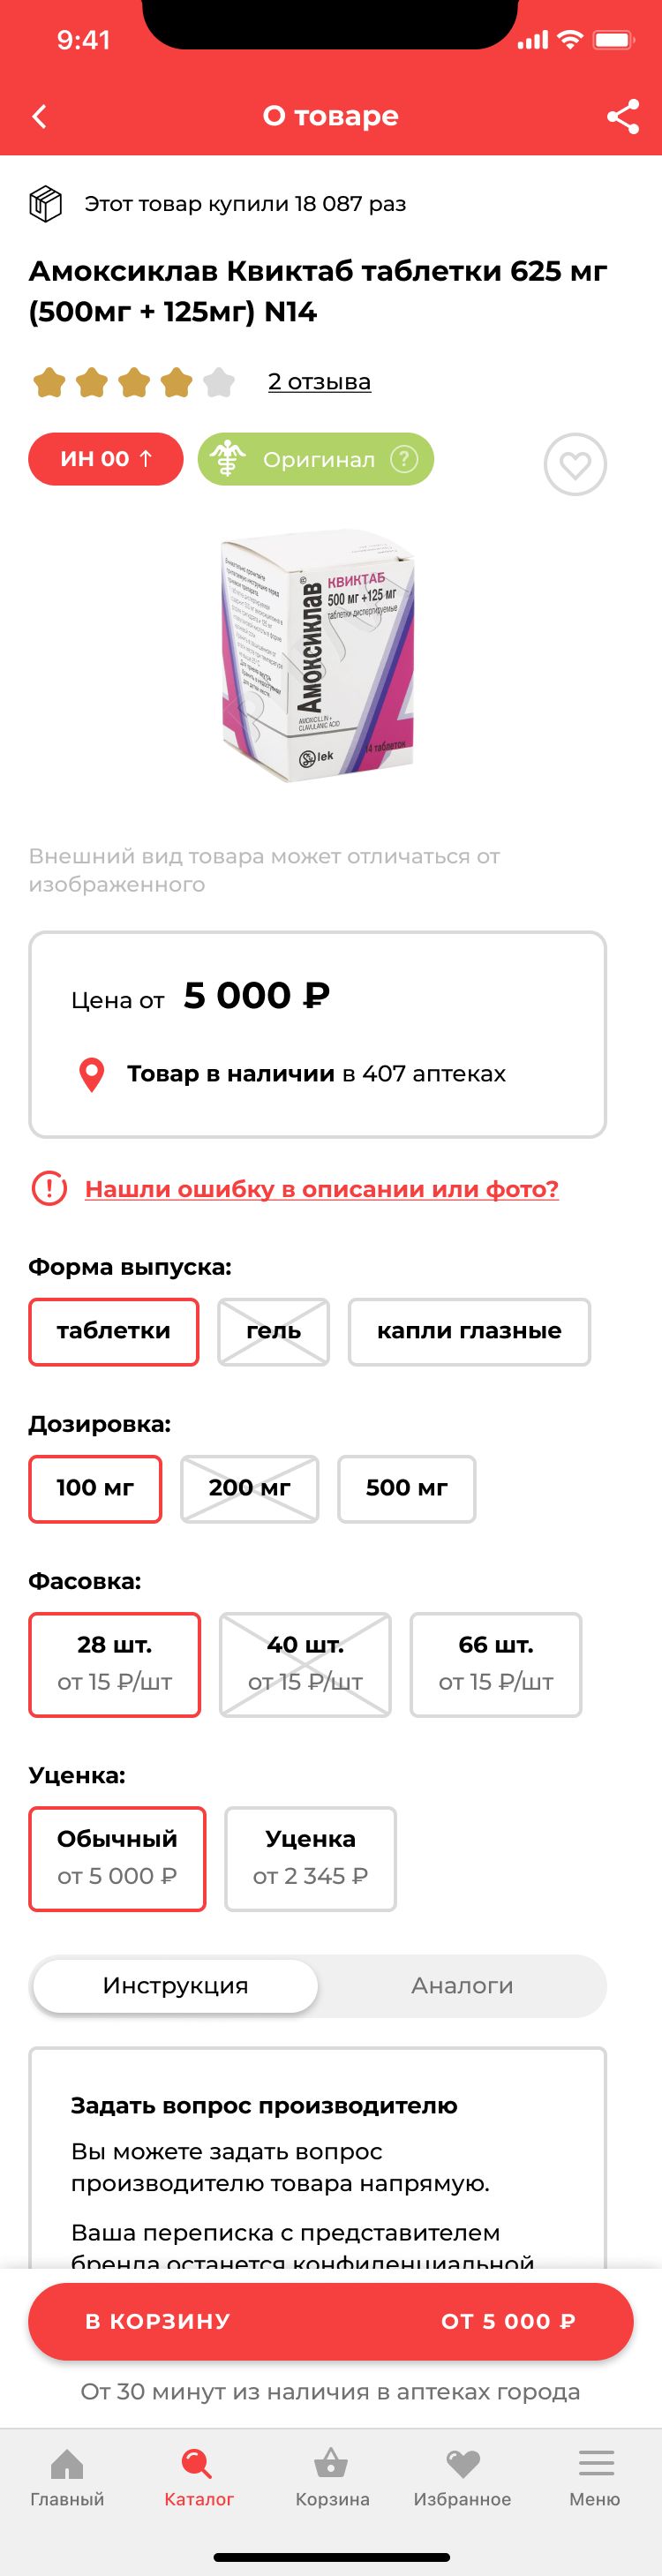 9:41
О товаре
Этот товар купили 18 087 раз
Амоксиклав Квиктаб таблетки 625 мг
(500мг + 125мг) N14
2 отзыва
ИН 00 ↑
Оригинал ?
Амоксиклав®
КВИКТАБ
500 мг +125 мг
таблетки диспергируемые
AMOXICILLIN +
CLAVULANIC ACID
lek
14 таблеток
Внешний вид товара может отличаться от
изображенного
Цена от 5 000 ₽
Товар в наличии в 407 аптеках
Нашли ошибку в описании или фото?
Форма выпуска:
таблетки гель капли глазные
Дозировка:
100 мг 200 мг 500 мг
Фасовка:
28 шт. 40 шт. 66 шт.
от 15 ₽/шт от 15 ₽/шт от 15 ₽/шт
Уценка:
Обычный Уценка
от 5 000 ₽ от 2 345 ₽
Инструкция Аналоги
Задать вопрос производителю
Вы можете задать вопрос
производителю товара напрямую.
Ваша переписка с представителем
бренда останется конфиденциальной
В КОРЗИНУ ОТ 5 000 ₽
От 30 минут из наличия в аптеках города
Главный Каталог Корзина Избранное Меню